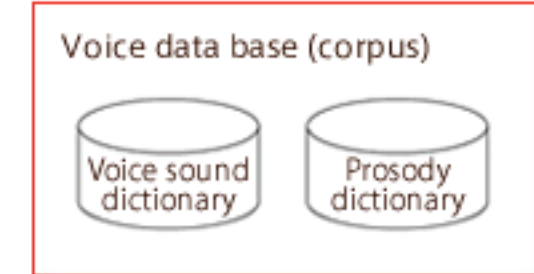 Voice data base (corpus)
Voice sound
dictionary
Prosody
dictionary